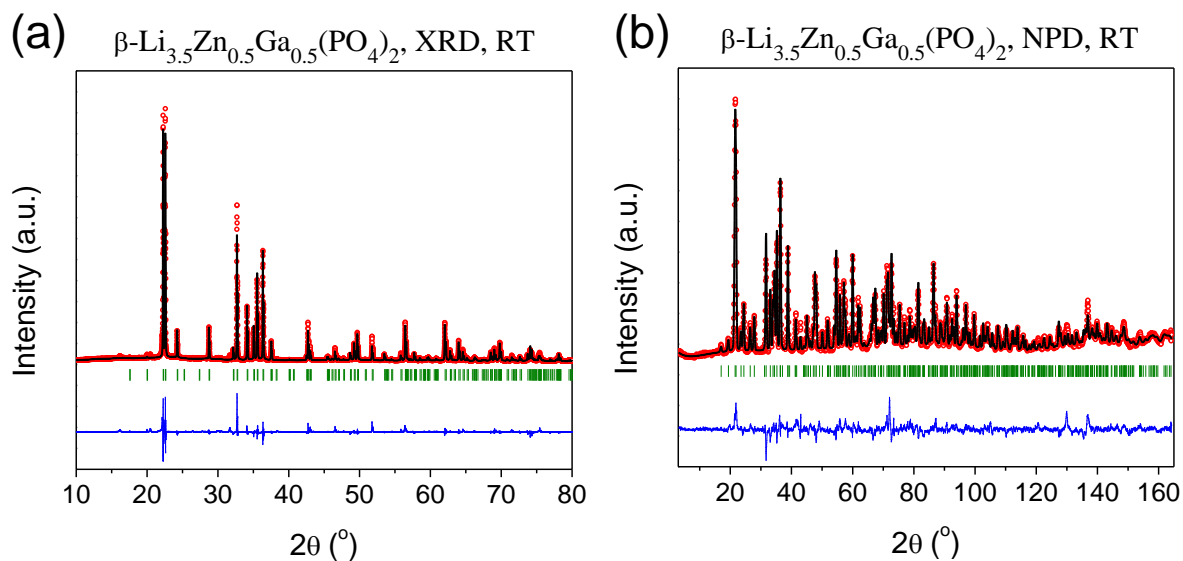 (a) β-Li3.5Zn0.5Ga0.5(PO4)2, XRD, RT
Intensity (a.u.)
10 20 30 40 50 60 70 80
2θ (o)
(b) β-Li3.5Zn0.5Ga0.5(PO4)2, NPD, RT
Intensity (a.u.)
20 40 60 80 100 120 140 160
2θ (o)